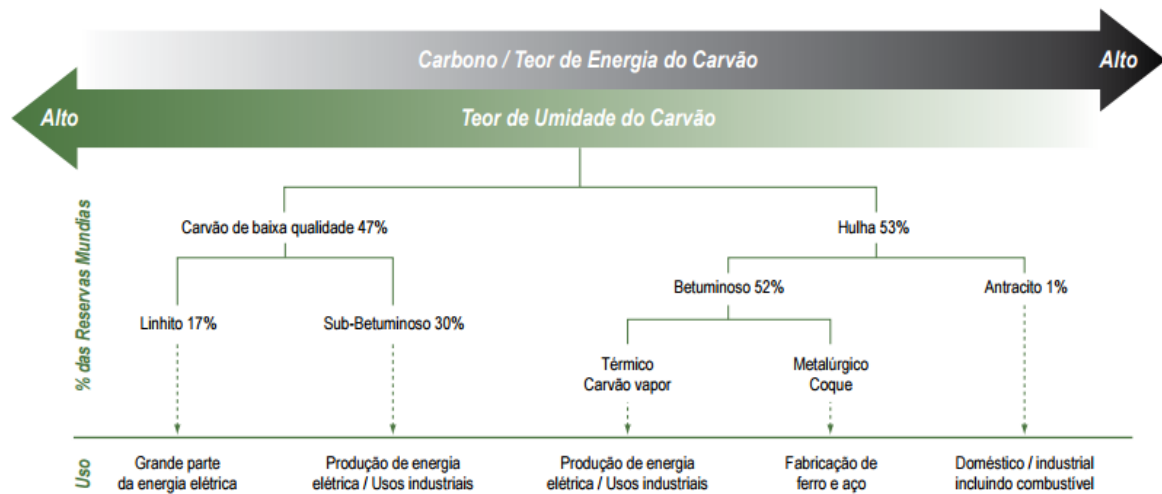 Carbono / Teor de Energia do Carvão
Alto
Alto
Teor de Umidade do Carvão
% das Reservas Mundias
Carvão de baixa qualidade 47%
Hulha 53%
Betuminoso 52%
Antracito 1%
Linhito 17%
Sub-Betuminoso 30%
Térmico
Carvão vapor
Metalúrgico
Coque
Uso
Grande parte
da energia elétrica
Produção de energia
elétrica / Usos industriais
Produção de energia
elétrica / Usos industriais
Fabricação de
ferro e aço
Doméstico / industrial
incluindo combustível